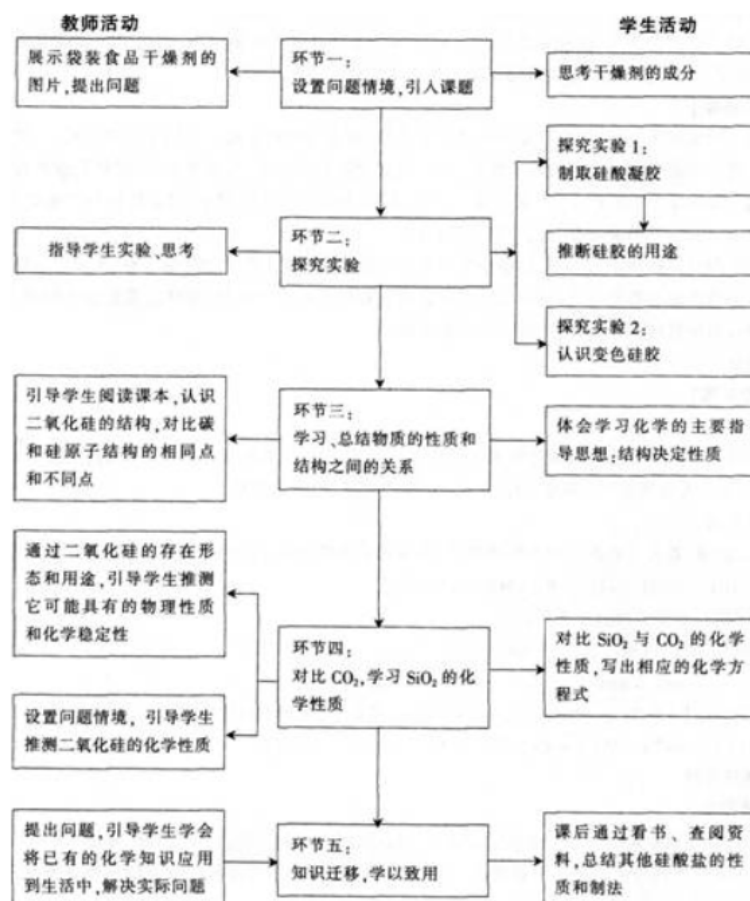 教师活动
学生活动
展示袋装食品干燥剂的
图片,提出问题
环节一:
设置问题情境,引入课题
思考干燥剂的成分
探究实验1:
制取硅酸凝胶
指导学生实验、思考
环节二:
探究实验
推断硅胶的用途
探究实验2:
认识变色硅胶
引导学生阅读课本,认识
二氧化硅的结构,对比碳
和硅原子结构的相同点
和不同点
环节三:
学习、总结物质的性质和
结构之间的关系
体会学习化学的主要指
导思想:结构决定性质
通过二氧化硅的存在形
态和用途,引导学生推测
它可能具有的物理性质
和化学稳定性
设置问题情境,引导学生
推测二氧化硅的化学性质
环节四:
对比CO₂,学习SiO₂的化
学性质
对比SiO₂与CO₂的化学
性质,写出相应的化学方
程式
提出问题,引导学生学会
将已有的化学知识应用
到生活中,解决实际问题
环节五:
知识迁移,学以致用
课后通过看书、查阅资
料,总结其他硅酸盐的性
质和制法